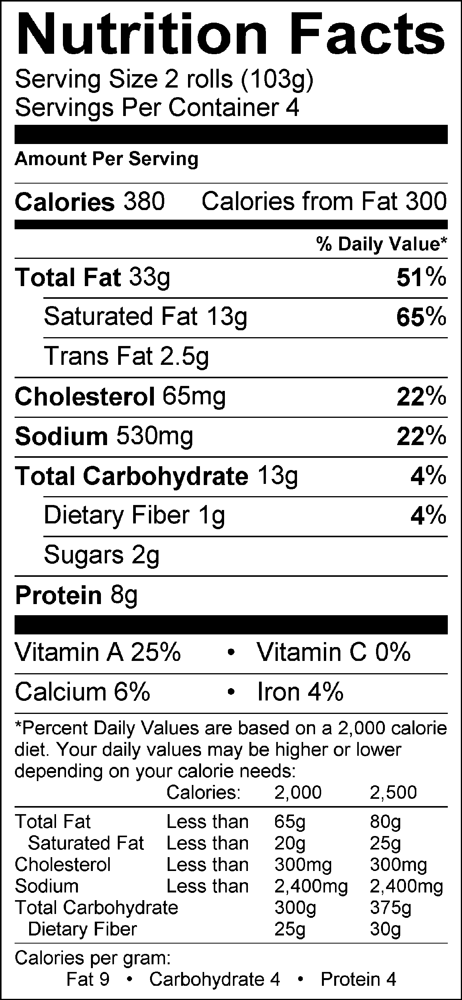 Nutrition Facts
Serving Size 2 rolls (103g)
Servings Per Container 4
Amount Per Serving
Calories 380 Calories from Fat 300
% Daily Value*
Total Fat 33g 51%
Saturated Fat 13g 65%
Trans Fat 2.5g
Cholesterol 65mg 22%
Sodium 530mg 22%
Total Carbohydrate 13g 4%
Dietary Fiber 1g 4%
Sugars 2g
Protein 8g
Vitamin A 25% • Vitamin C 0%
Calcium 6% • Iron 4%
*Percent Daily Values are based on a 2,000 calorie
diet. Your daily values may be higher or lower
depending on your calorie needs:
Calories: 2,000 2,500
Total Fat Less than 65g 80g
Saturated Fat Less than 20g 25g
Cholesterol Less than 300mg 300mg
Sodium Less than 2,400mg 2,400mg
Total Carbohydrate 300g 375g
Dietary Fiber 25g 30g
Calories per gram:
Fat 9 • Carbohydrate 4 • Protein 4